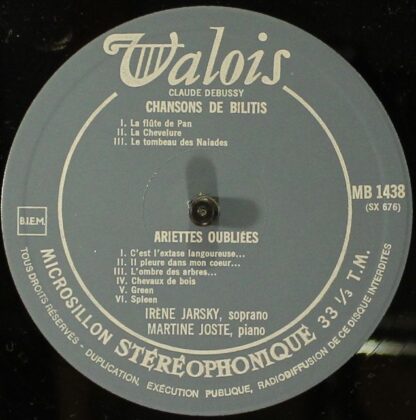 Valois
CLAUDE DEBUSSY
CHANSONS DE BILITIS
I. La flûte de Pan
II. La Chevelure
III. Le tombeau des Naiades
MB 1438
(SX 676)
B.I.E.M.
ARIETTES OUBLIÉES
I. C'est l'extase langoureuse...
II. Il pleure dans mon coeur...
III. L'ombre des arbres...
IV. Chevaux de bois
V. Green
VI. Spleen
IRÈNE JARSKY, soprano
MARTINE JOSTE, piano
MICROSILLON STÉRÉOPHONIQUE 33 1/3 T.M.
TOUS DROITS RÉSERVÉS - DUPLICATION, EXÉCUTION PUBLIQUE, RADIODIFFUSION DE CE DISQUE INTERDITES